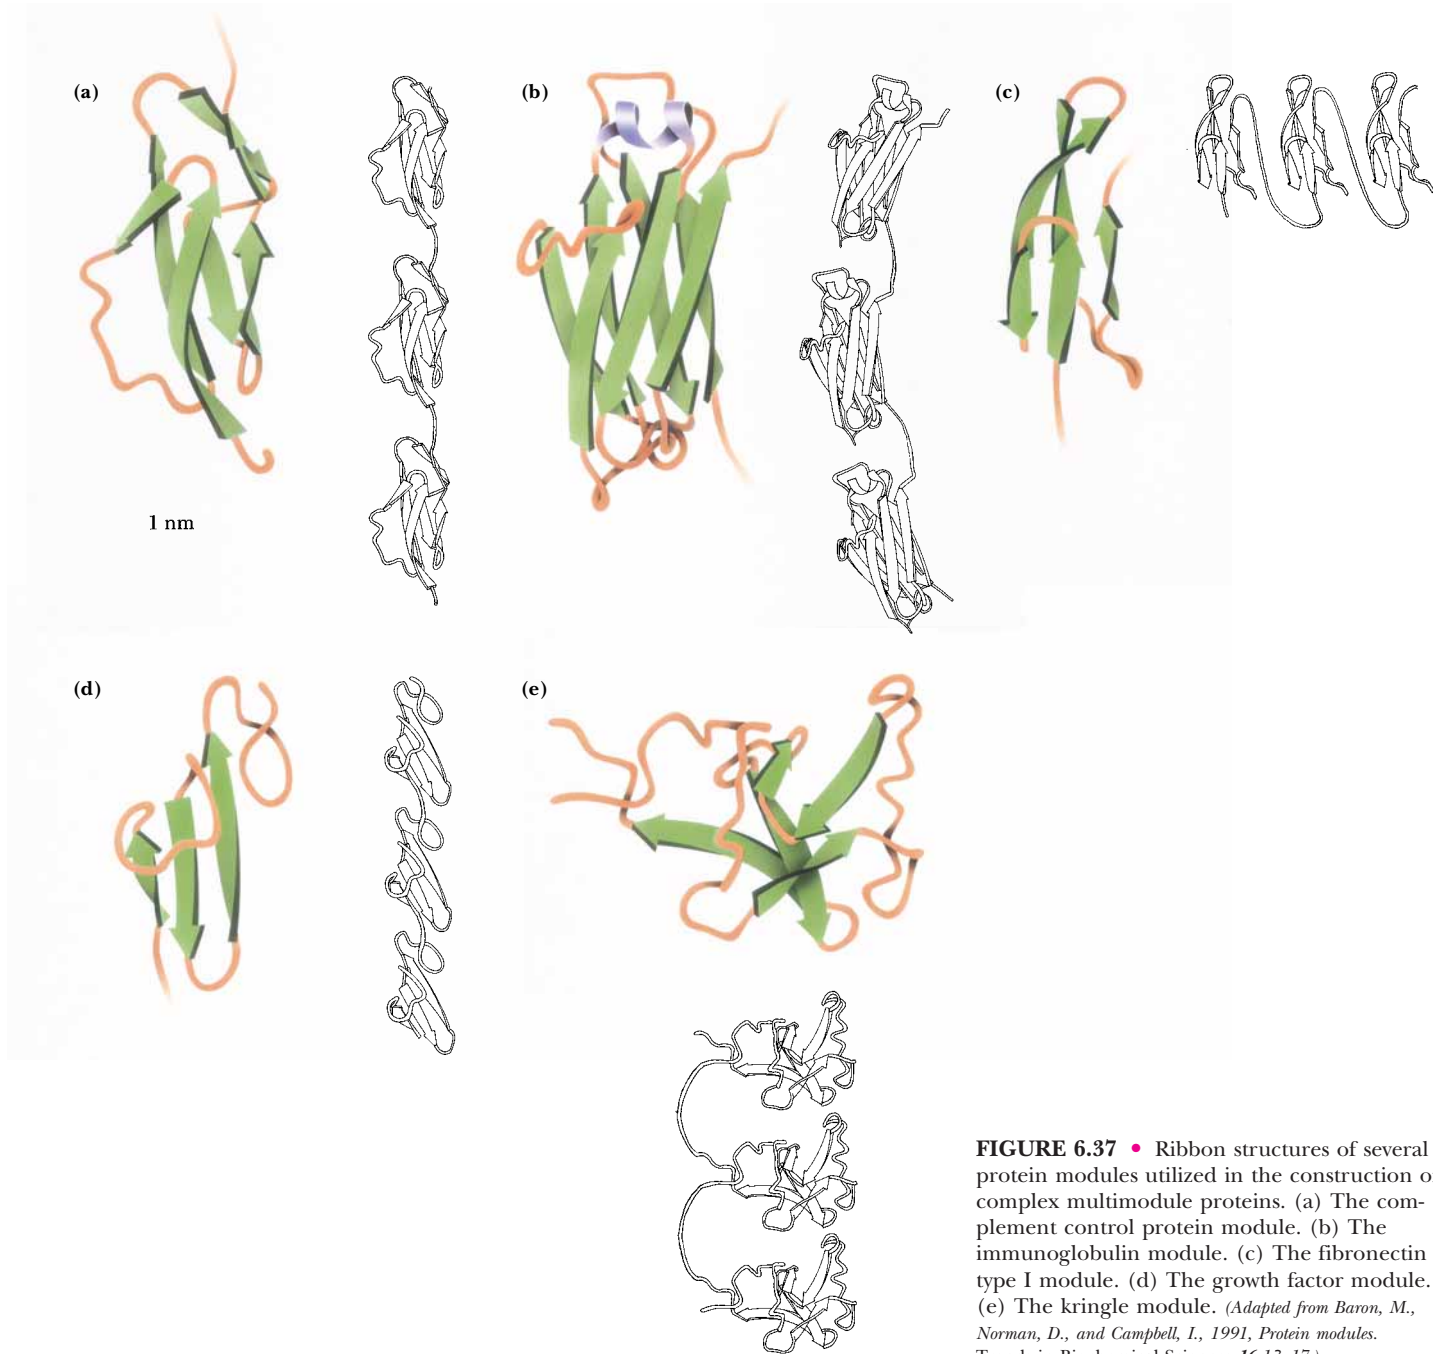 (a)
(b)
(c)
1 nm
(d)
(e)
FIGURE 6.37 • Ribbon structures of several
protein modules utilized in the construction o
complex multimodule proteins. (a) The com-
plement control protein module. (b) The
immunoglobulin module. (c) The fibronectin
type I module. (d) The growth factor module.
(e) The kringle module. (Adapted from Baron, M.,
Norman, D., and Campbell, I., 1991, Protein modules.